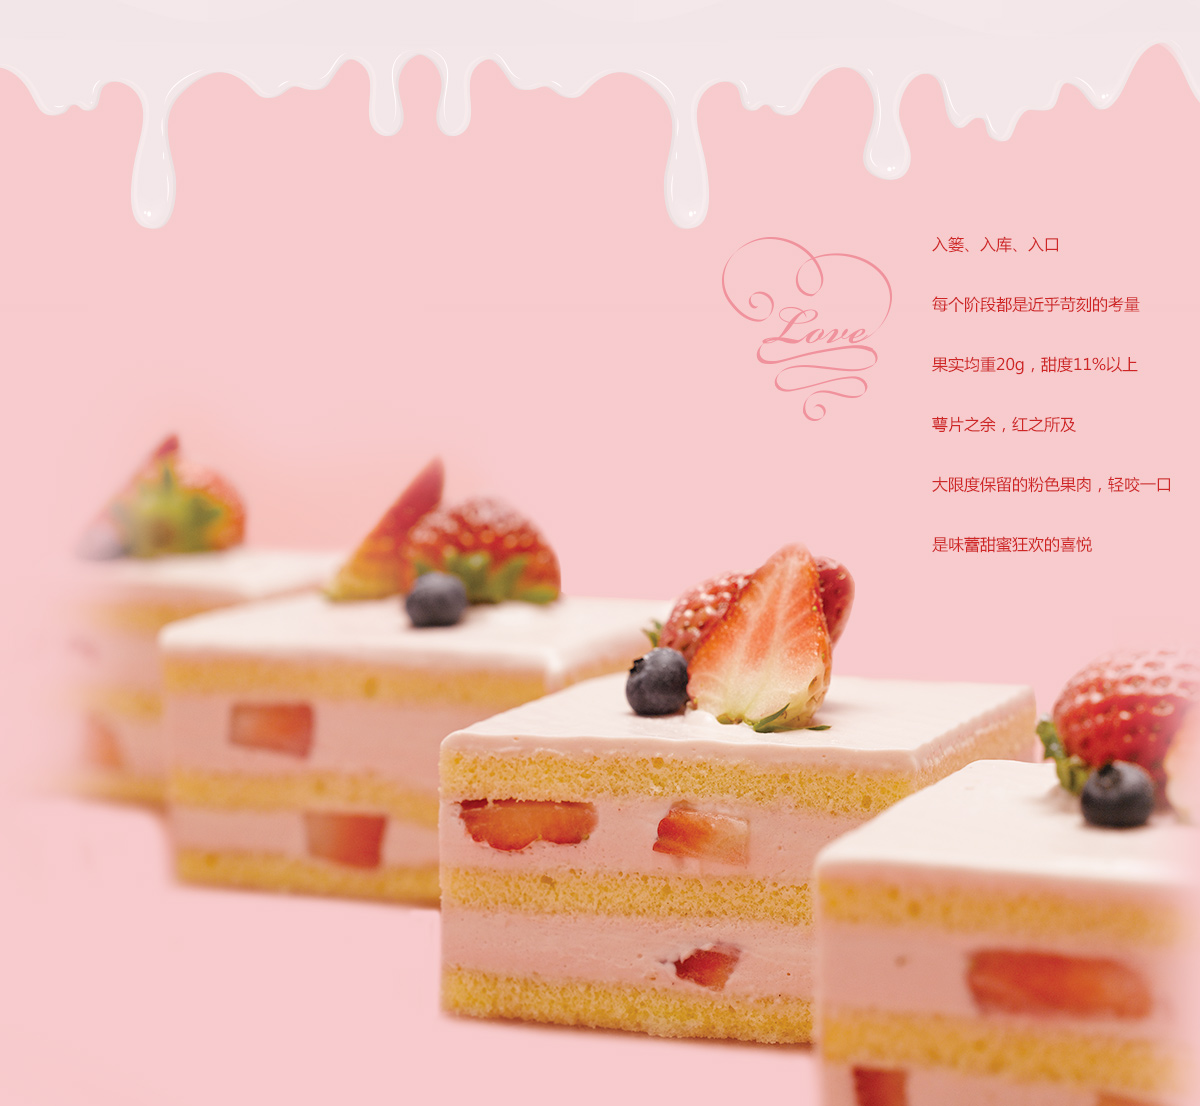 Love
入篓、入库、入口
每个阶段都是近乎苛刻的考量
果实均重20g，甜度11%以上
萼片之余，红之所及
大限度保留的粉色果肉，轻咬一口
是味蕾甜蜜狂欢的喜悦